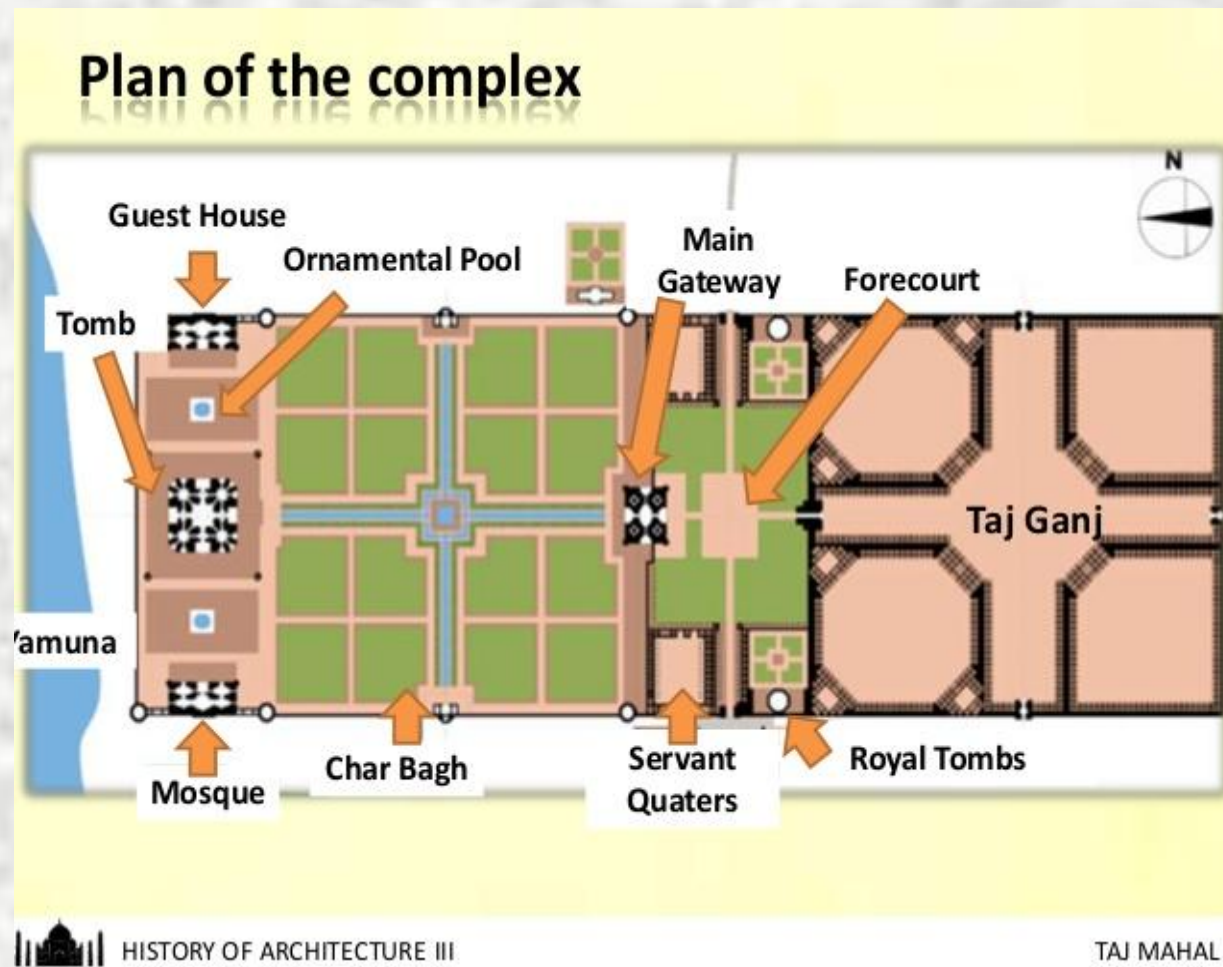 Plan of the complex
N
Guest House
Ornamental Pool
Main
Gateway
Forecourt
Tomb
Taj Ganj
Yamuna
Mosque
Char Bagh
Servant
Quaters
Royal Tombs
HISTORY OF ARCHITECTURE III
TAJ MAHAL